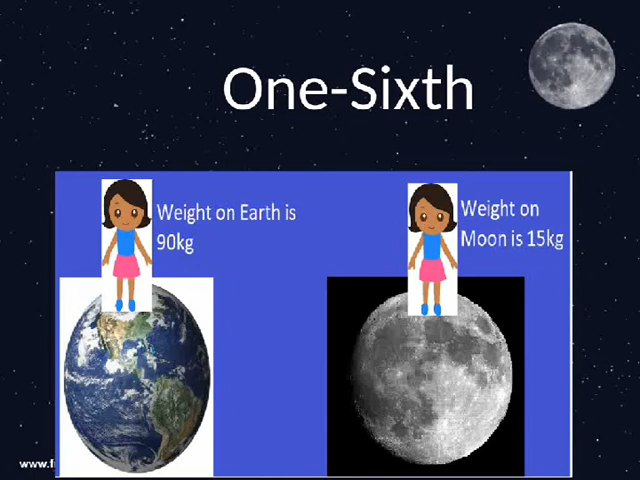 One-Sixth
Weight on Earth is
90kg
Weight on
Moon is 15kg